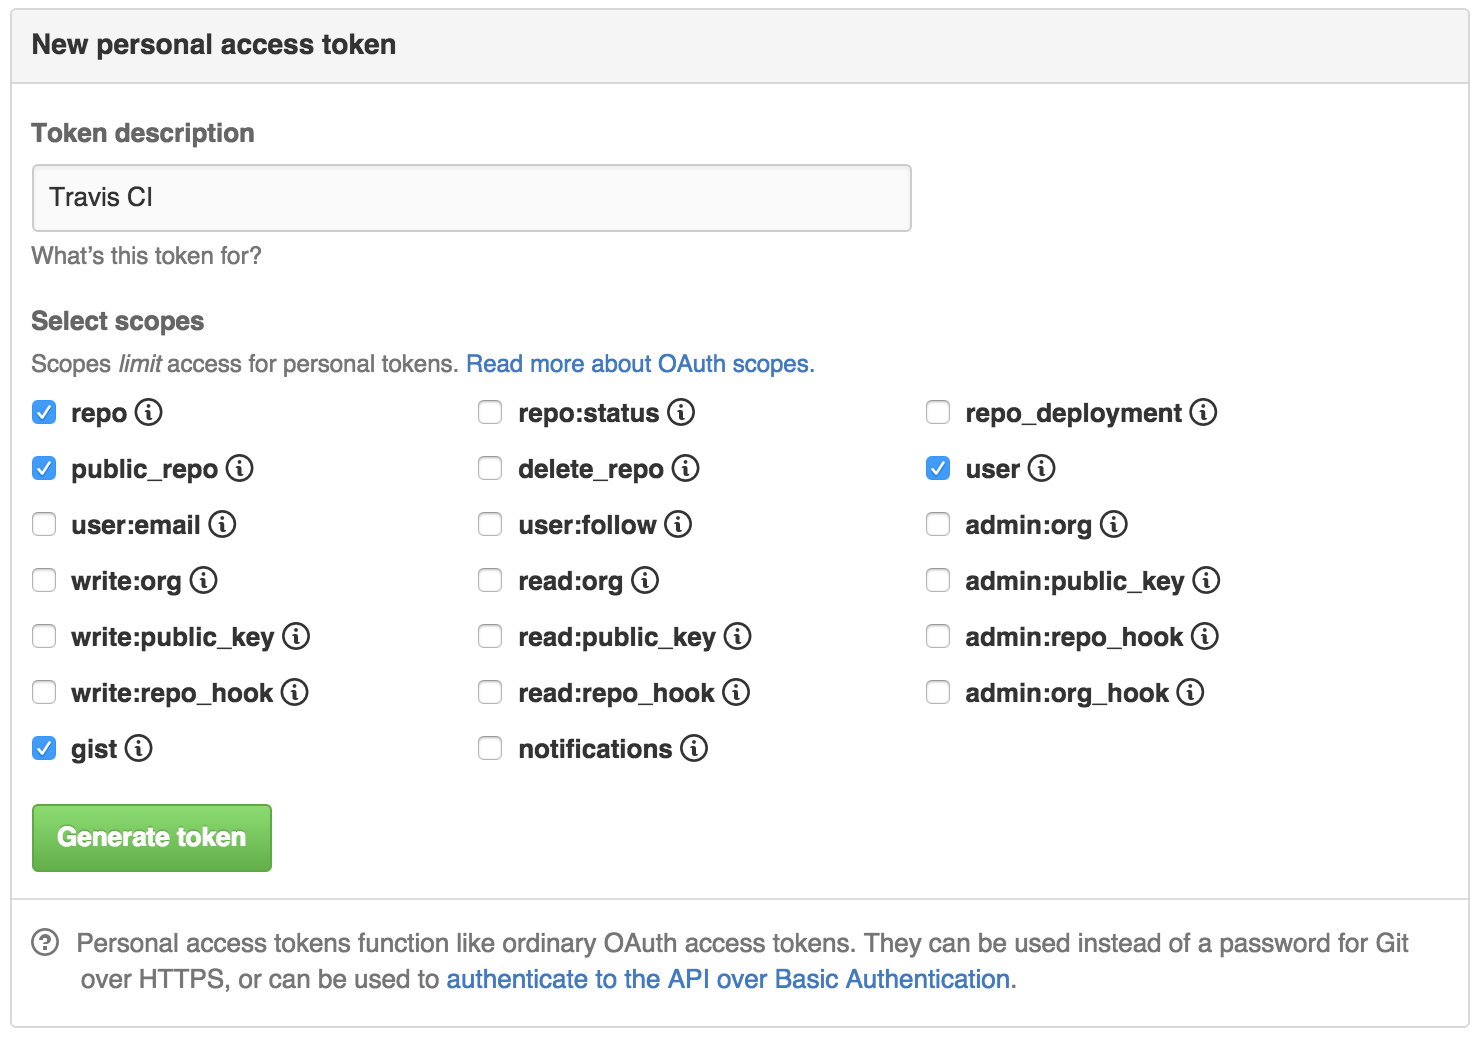 New personal access token
Token description
Travis CI
What’s this token for?
Select scopes
Scopes limit access for personal tokens. Read more about OAuth scopes.
repo repo:status repo_deployment
public_repo delete_repo user
user:email user:follow admin:org
write:org read:org admin:public_key
write:public_key read:public_key admin:repo_hook
write:repo_hook read:repo_hook admin:org_hook
gist notifications
Generate token
Personal access tokens function like ordinary OAuth access tokens. They can be used instead of a password for Git
over HTTPS, or can be used to authenticate to the API over Basic Authentication.